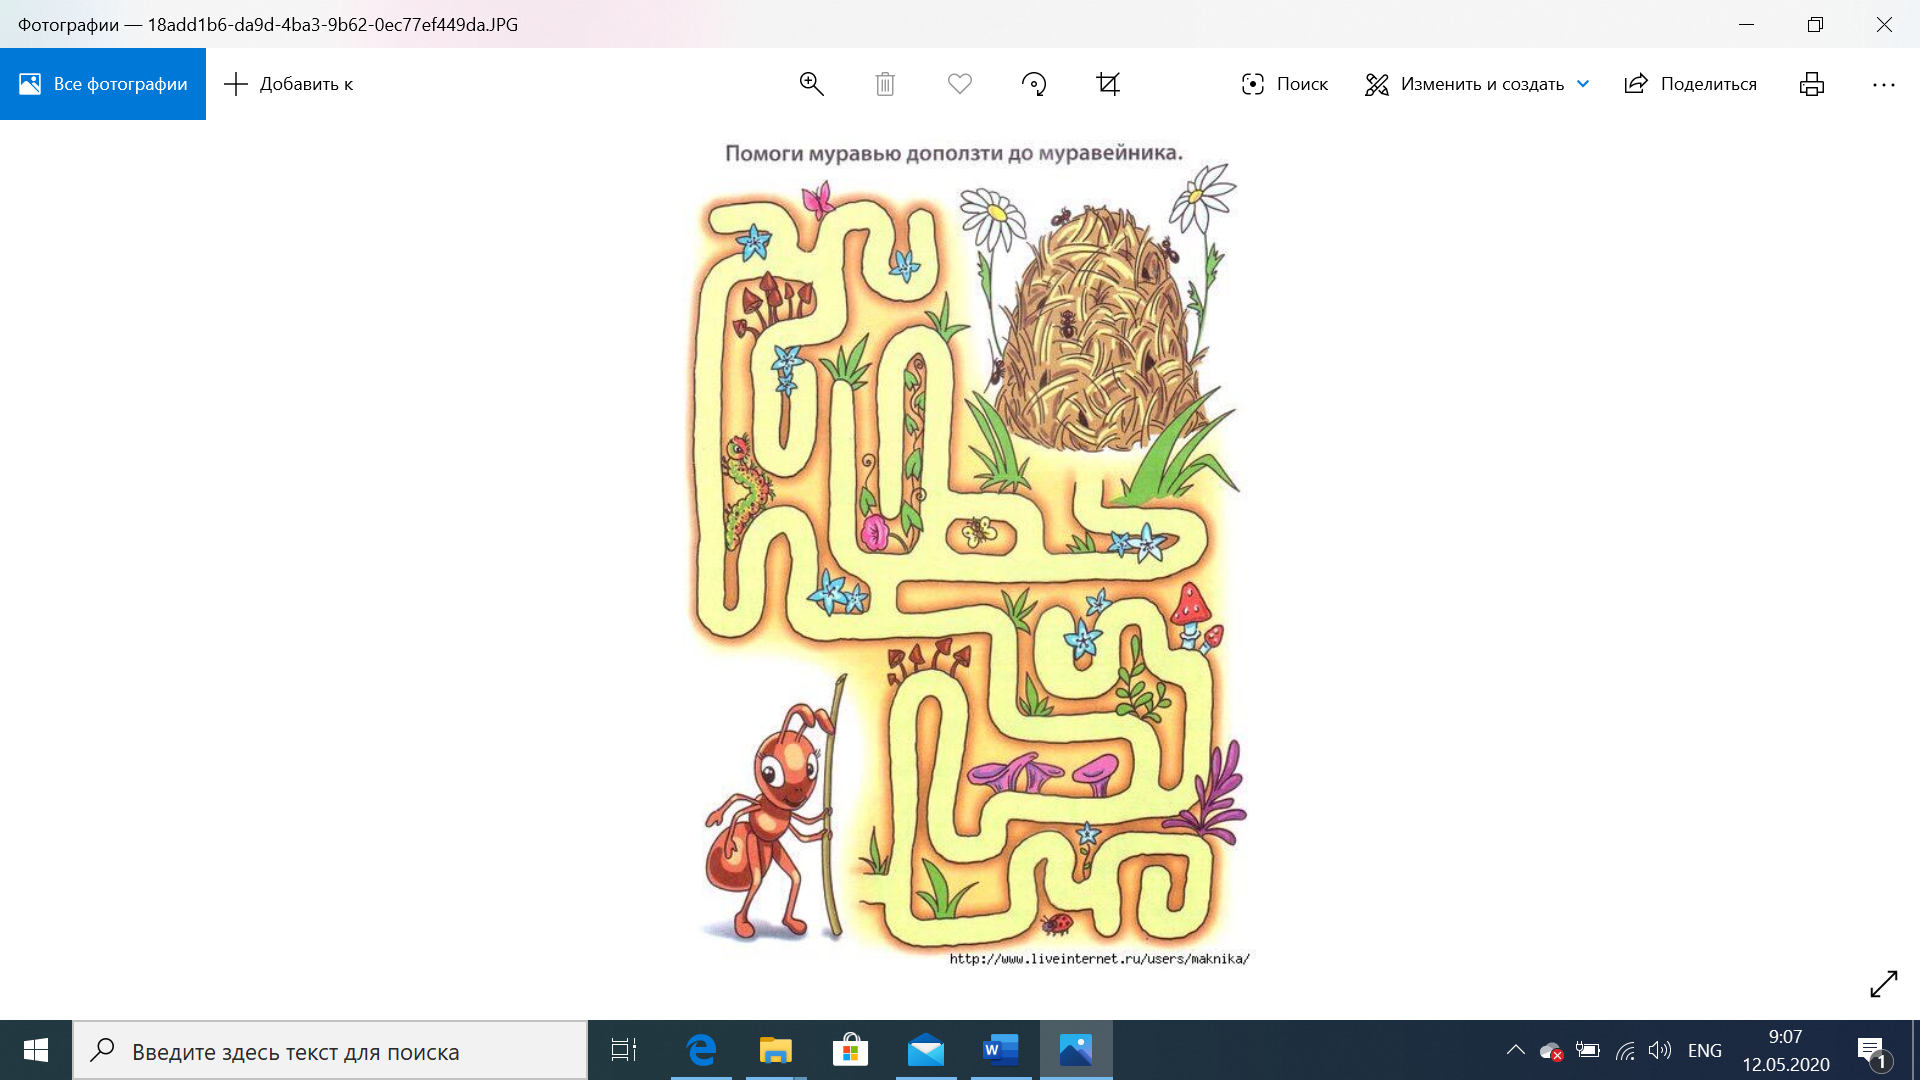 Фотографии — 18add1b6-da9d-4ba3-9b62-0ec77ef449da.JPG
Все фотографии
Добавить к
Поиск
Изменить и создать
Поделиться
Помоги муравью доползти до муравейника.
http://www.liveinternet.ru/users/maknika/
Введите здесь текст для поиска
W
ENG
9:07
12.05.2020
1